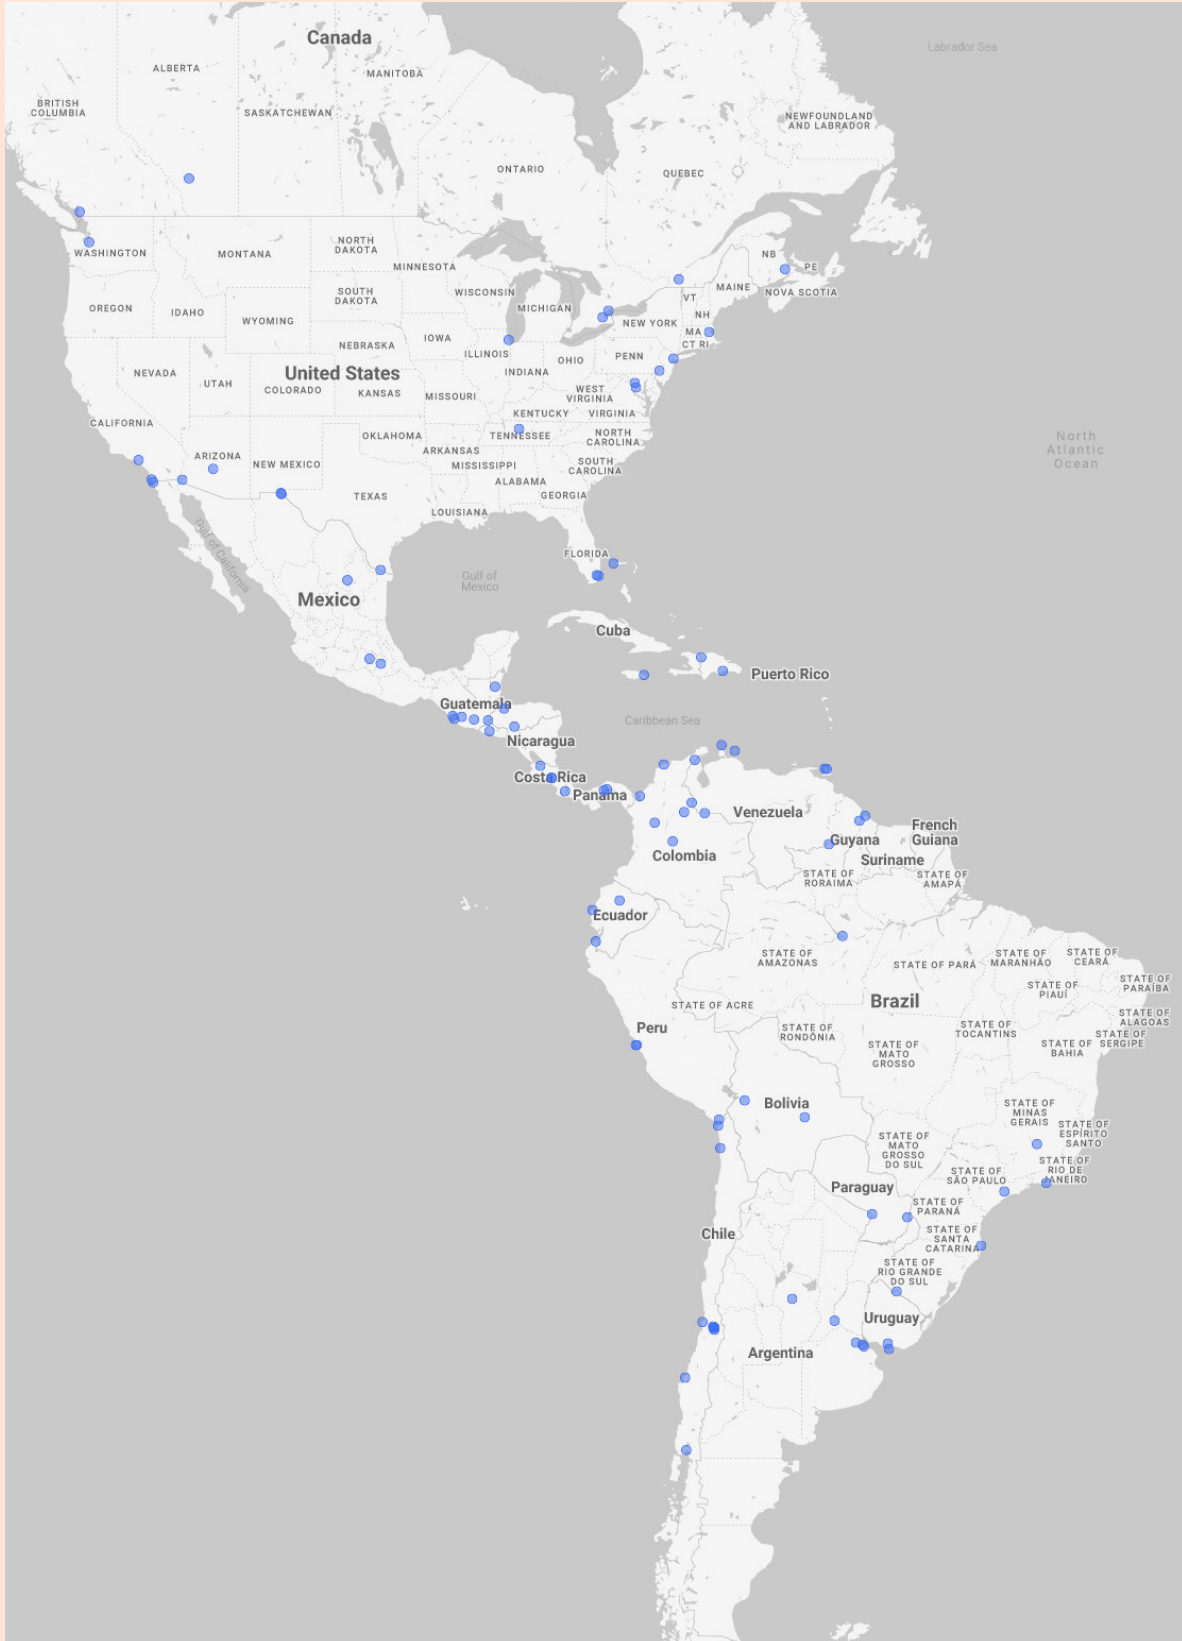 Canada
Labrador Sea
ALBERTA
MANITOBA
BRITISH
COLUMBIA
SASKATCHEWAN
NEWFOUNDLAND
AND LABRADOR
ONTARIO
QUEBEC
WASHINGTON
MONTANA
NORTH
DAKOTA
MINNESOTA
NB
PE
NOVA SCOTIA
MAINE
VT
NH
OREGON
IDAHO
WYOMING
SOUTH
DAKOTA
WISCONSIN
MICHIGAN
NEW YORK
MA
CT RI
NEBRASKA
IOWA
ILLINOIS
INDIANA
OHIO
PENN
NEVADA
UTAH
United States
COLORADO
KANSAS
MISSOURI
WEST
VIRGINIA
KENTUCKY
VIRGINIA
CALIFORNIA
ARIZONA
NEW MEXICO
OKLAHOMA
ARKANSAS
TENNESSEE
NORTH
CAROLINA
MISSISSIPPI
SOUTH
CAROLINA
ALABAMA
GEORGIA
TEXAS
LOUISIANA
North
Atlantic
Ocean
Gulf of California
FLORIDA
Gulf of
Mexico
Mexico
Cuba
Puerto Rico
Guatemala
Caribbean Sea
Nicaragua
Costa Rica
Panama
Venezuela
Guyana
French
Guiana
Suriname
Colombia
STATE OF
RORAIMA
STATE OF
AMAPÁ
Ecuador
STATE OF
AMAZONAS
STATE OF PARÁ
STATE OF
MARANHÃO
STATE OF
CEARÁ
STATE OF
PIAUÍ
STATE OF
PARAÍBA
STATE OF ACRE
Brazil
STATE OF
ALAGOAS
Peru
STATE OF
RONDÔNIA
STATE OF
MATO
GROSSO
STATE OF
TOCANTINS
STATE OF
BAHIA
STATE OF
SERGIPE
Bolivia
STATE OF
MINAS
GERAIS
STATE OF
ESPÍRITO
SANTO
STATE OF
MATO
GROSSO
DO SUL
STATE OF
RIO DE
JANEIRO
STATE OF
SÃO PAULO
Paraguay
STATE OF
PARANÁ
Chile
STATE OF
SANTA
CATARINA
STATE OF
RIO GRANDE
DO SUL
Uruguay
Argentina